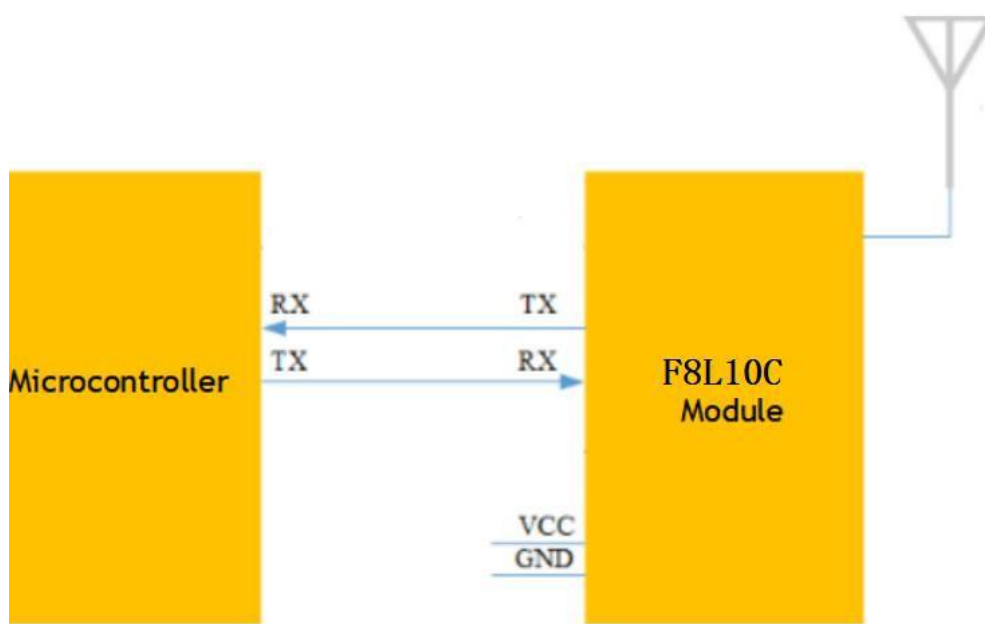 RX
TX
TX
RX
Microcontroller
F8L10C
Module
VCC
GND